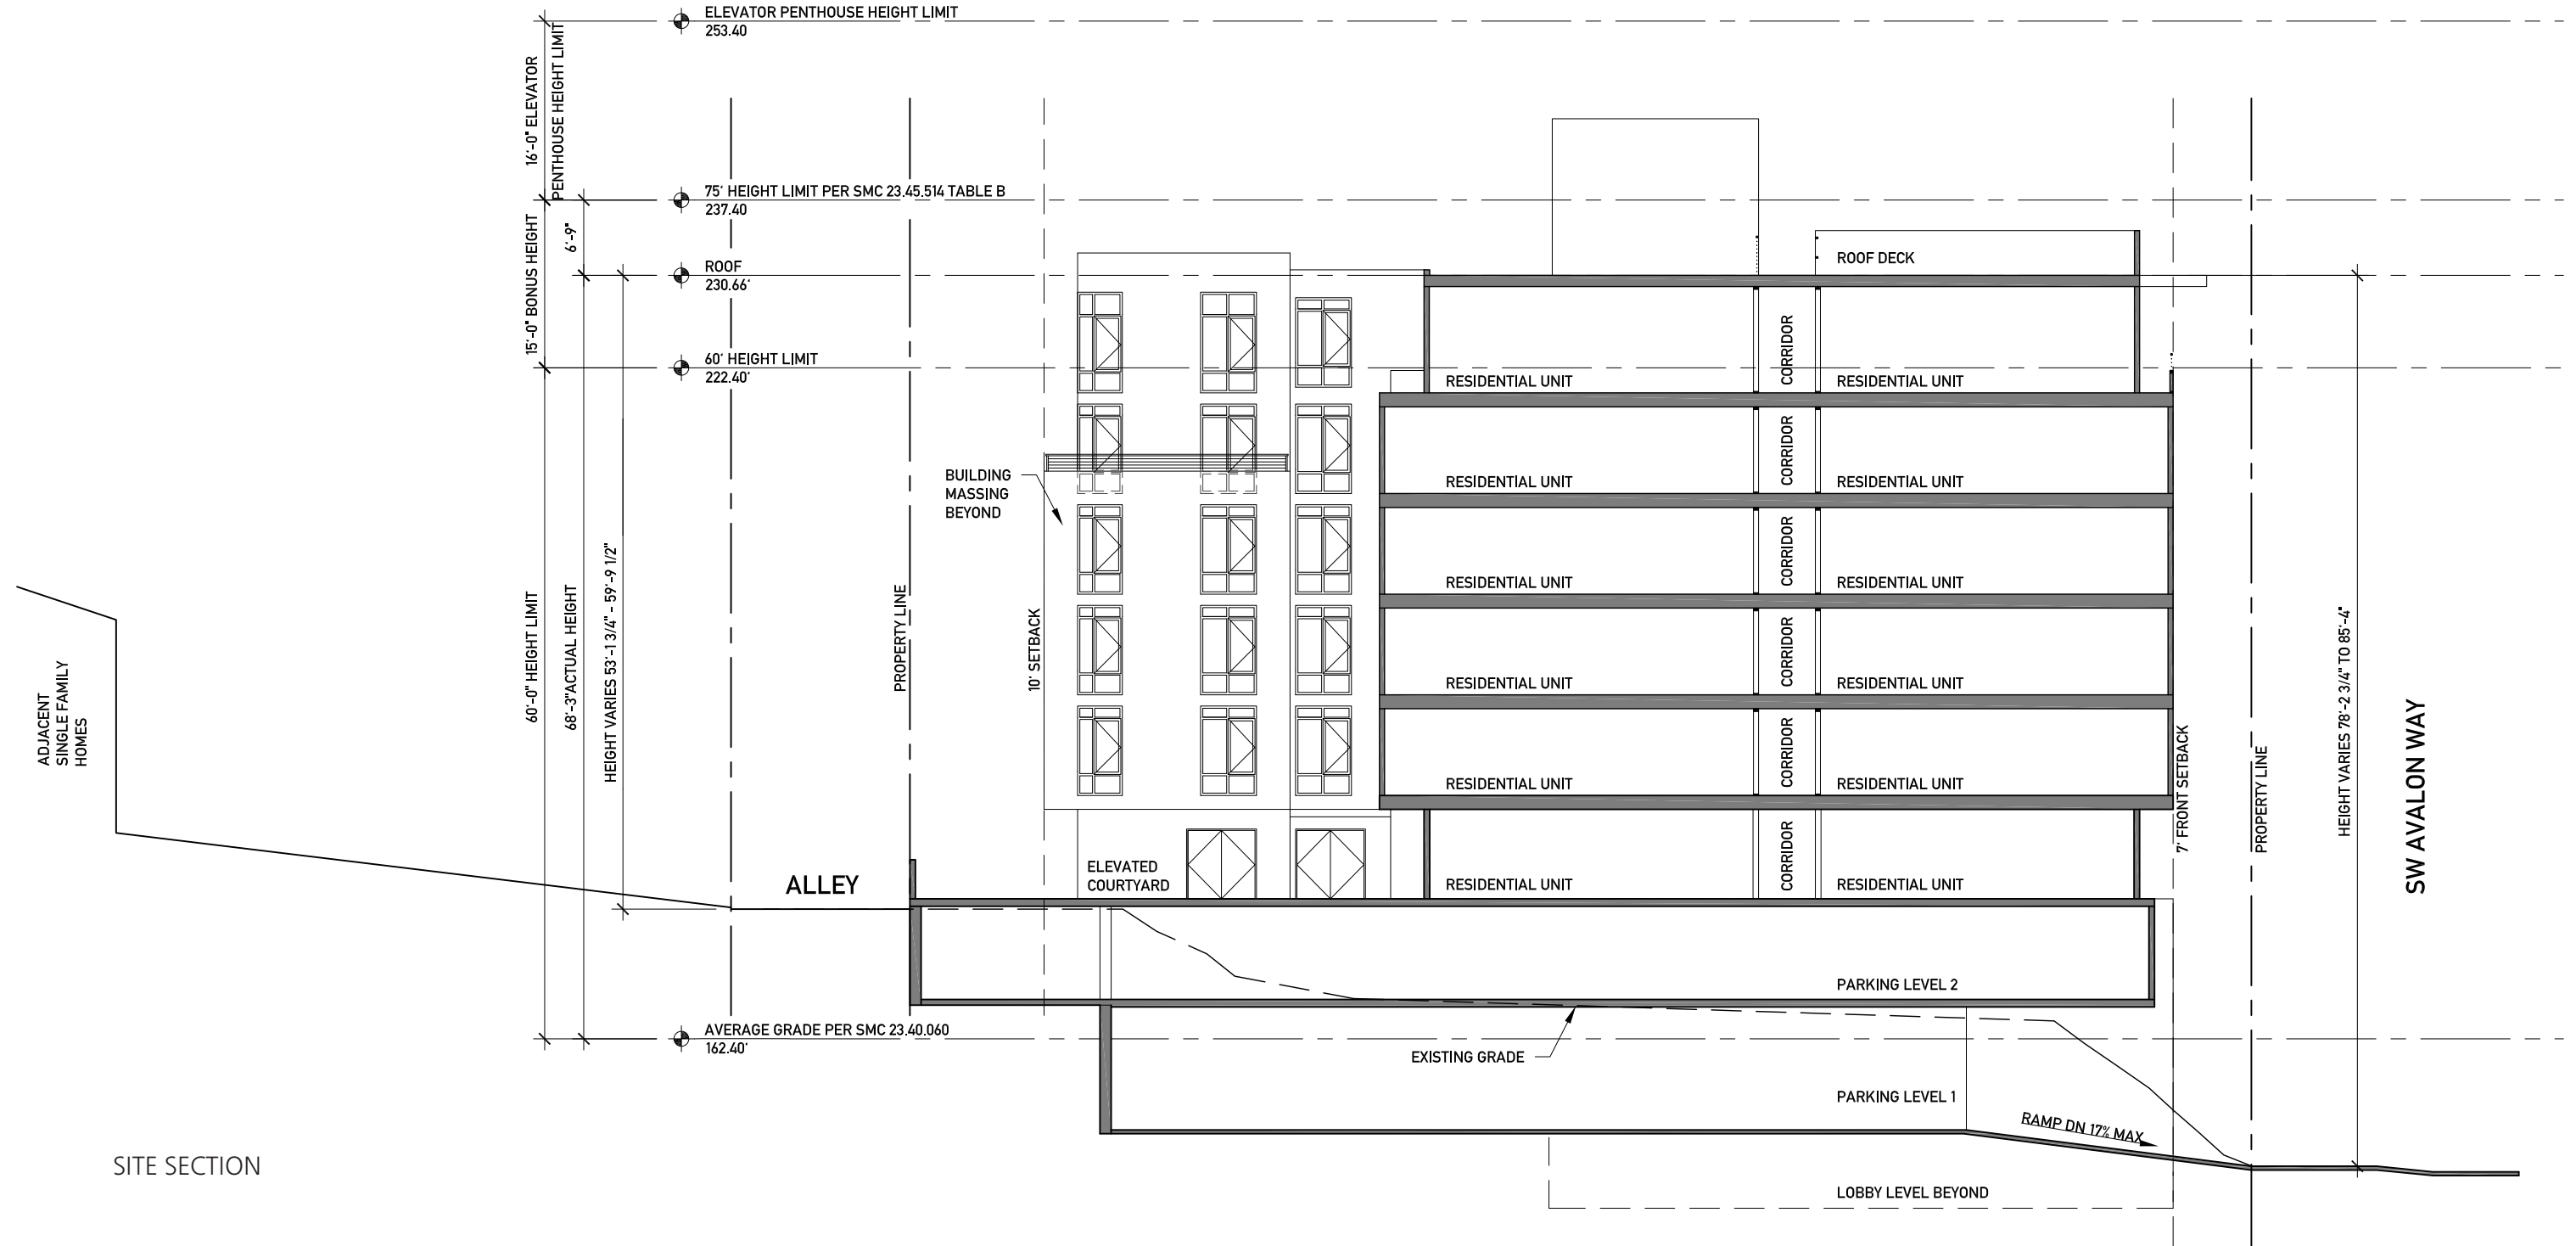 ELEVATOR PENTHOUSE HEIGHT LIMIT
253.40
16'-0" ELEVATOR
PENTHOUSE HEIGHT LIMIT
75' HEIGHT LIMIT PER SMC 23.45.514 TABLE B
237.40
15'-0" BONUS HEIGHT
6'-9"
ROOF
230.66'
ROOF DECK
60' HEIGHT LIMIT
222.40'
RESIDENTIAL UNIT
CORRIDOR
RESIDENTIAL UNIT
BUILDING
MASSING
BEYOND
RESIDENTIAL UNIT
CORRIDOR
RESIDENTIAL UNIT
RESIDENTIAL UNIT
CORRIDOR
RESIDENTIAL UNIT
RESIDENTIAL UNIT
CORRIDOR
RESIDENTIAL UNIT
RESIDENTIAL UNIT
CORRIDOR
RESIDENTIAL UNIT
RESIDENTIAL UNIT
CORRIDOR
RESIDENTIAL UNIT
ADJACENT
SINGLE FAMILY
HOMES
60'-0" HEIGHT LIMIT
68'-3"ACTUAL HEIGHT
HEIGHT VARIES 53'-1 3/4" - 59'-9 1/2"
PROPERTY LINE
10' SETBACK
7' FRONT SETBACK
PROPERTY LINE
HEIGHT VARIES 78'-2 3/4" TO 85'-4"
SW AVALON WAY
ALLEY
ELEVATED
COURTYARD
PARKING LEVEL 2
AVERAGE GRADE PER SMC 23.40.060
162.40'
EXISTING GRADE
PARKING LEVEL 1
RAMP DN 17% MAX
LOBBY LEVEL BEYOND
SITE SECTION